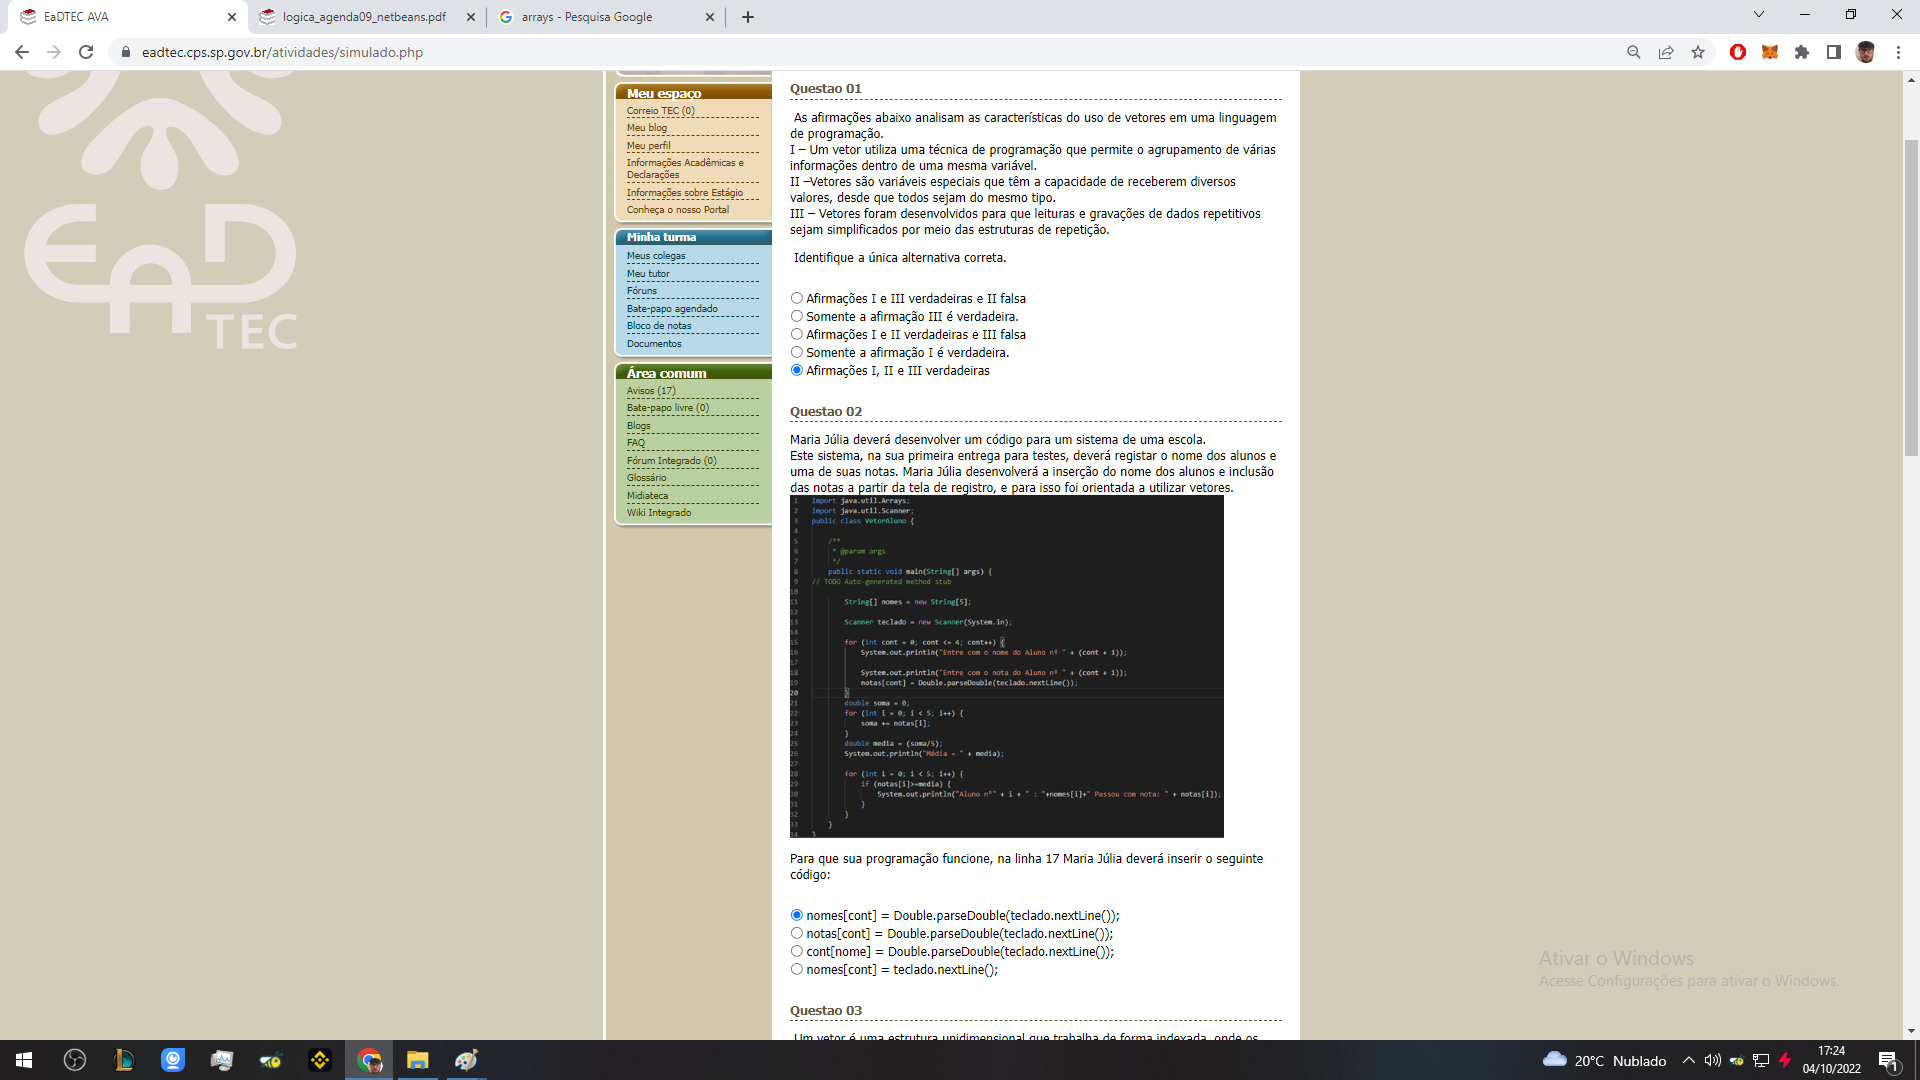 EaDTEC AVA
logica_agenda09_netbeans.pdf
arrays - Pesquisa Google
eadtec.cps.sp.gov.br/atividades/simulado.php
EaD
TEC
Meu espaço
Correio TEC (0)
Meu blog
Meu perfil
Informações Acadêmicas e
Declarações
Informações sobre Estágio
Conheça o nosso Portal
Minha turma
Meus colegas
Meu tutor
Fóruns
Bate-papo agendado
Bloco de notas
Documentos
Área comum
Avisos (17)
Bate-papo livre (0)
Blogs
FAQ
Fórum Integrado (0)
Glossário
Midiateca
Wiki Integrado
Questao 01
As afirmações abaixo analisam as características do uso de vetores em uma linguagem
de programação.
I – Um vetor utiliza uma técnica de programação que permite o agrupamento de várias
informações dentro de uma mesma variável.
II –Vetores são variáveis especiais que têm a capacidade de receberem diversos
valores, desde que todos sejam do mesmo tipo.
III – Vetores foram desenvolvidos para que leituras e gravações de dados repetitivos
sejam simplificados por meio das estruturas de repetição.
Identifique a única alternativa correta.
Afirmações I e III verdadeiras e II falsa
Somente a afirmação III é verdadeira.
Afirmações I e II verdadeiras e III falsa
Somente a afirmação I é verdadeira.
Afirmações I, II e III verdadeiras
Questao 02
Maria Júlia deverá desenvolver um código para um sistema de uma escola.
Este sistema, na sua primeira entrega para testes, deverá registar o nome dos alunos e
uma de suas notas. Maria Júlia desenvolverá a inserção do nome dos alunos e inclusão
das notas a partir da tela de registro, e para isso foi orientada a utilizar vetores.
1 import java.util.Arrays;
2 import java.util.Scanner;
3 public class VetorAluno {
4
5 /**
6 * @param args
7 */
8 public static void main(String[] args) {
9 // TODO Auto-generated method stub
10
11 String[] nomes = new String[5];
12
13 Scanner teclado = new Scanner(System.in);
14
15 for (int cont = 0; cont <= 4; cont++) {
16 System.out.println("Entre com o nome do Aluno nº " + (cont + 1));
17
18 System.out.println("Entre com o nota do Aluno nº " + (cont + 1));
19 notas[cont] = Double.parseDouble(teclado.nextLine());
20 }
21 double soma = 0;
22 for (int i = 0; i < 5; i++) {
23 soma += notas[i];
24 }
25 double media = (soma/5);
26 System.out.println("Média = " + media);
27
28 for (int i = 0; i < 5; i++) {
29 if (notas[i]>=media) {
30 System.out.println("Aluno nº" + i + " : "+nomes[i]+" Passou com nota: " + notas[i]);
31 }
32 }
33 }
34 }
Para que sua programação funcione, na linha 17 Maria Júlia deverá inserir o seguinte
código:
nomes[cont] = Double.parseDouble(teclado.nextLine());
notas[cont] = Double.parseDouble(teclado.nextLine());
cont[nome] = Double.parseDouble(teclado.nextLine());
nomes[cont] = teclado.nextLine();
Questao 03
Um vetor é uma estrutura unidimensional que trabalha de forma indexada, onde os
Ativar o Windows
Acesse Configurações para ativar o Windows.
20°C Nublado
17:24
04/10/2022
1